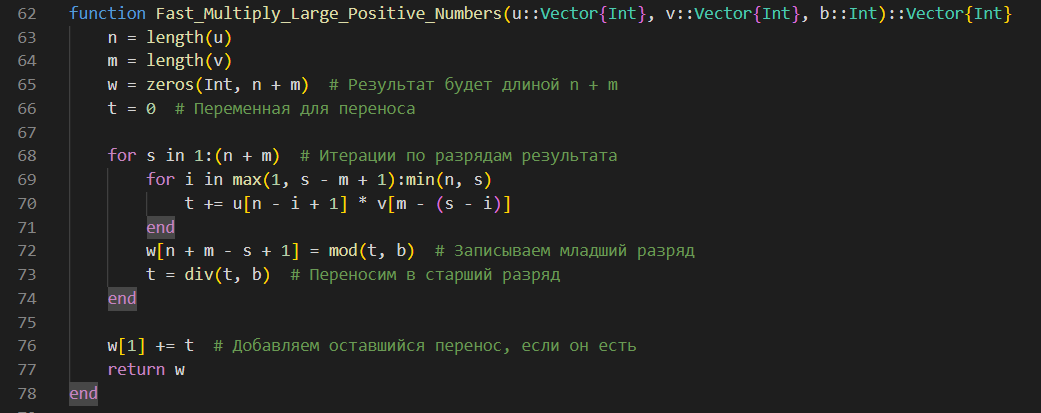 62 function Fast_Multiply_Large_Positive_Numbers(u::Vector{Int}, v::Vector{Int}, b::Int)::Vector{Int}
63     n = length(u)
64     m = length(v)
65     w = zeros(Int, n + m)  # Результат будет длиной n + m
66     t = 0  # Переменная для переноса
67
68     for s in 1:(n + m)  # Итерации по разрядам результата
69         for i in max(1, s - m + 1):min(n, s)
70             t += u[n - i + 1] * v[m - (s - i)]
71         end
72         w[n + m - s + 1] = mod(t, b)  # Записываем младший разряд
73         t = div(t, b)  # Переносим в старший разряд
74     end
75
76     w[1] += t  # Добавляем оставшийся перенос, если он есть
77     return w
78 end